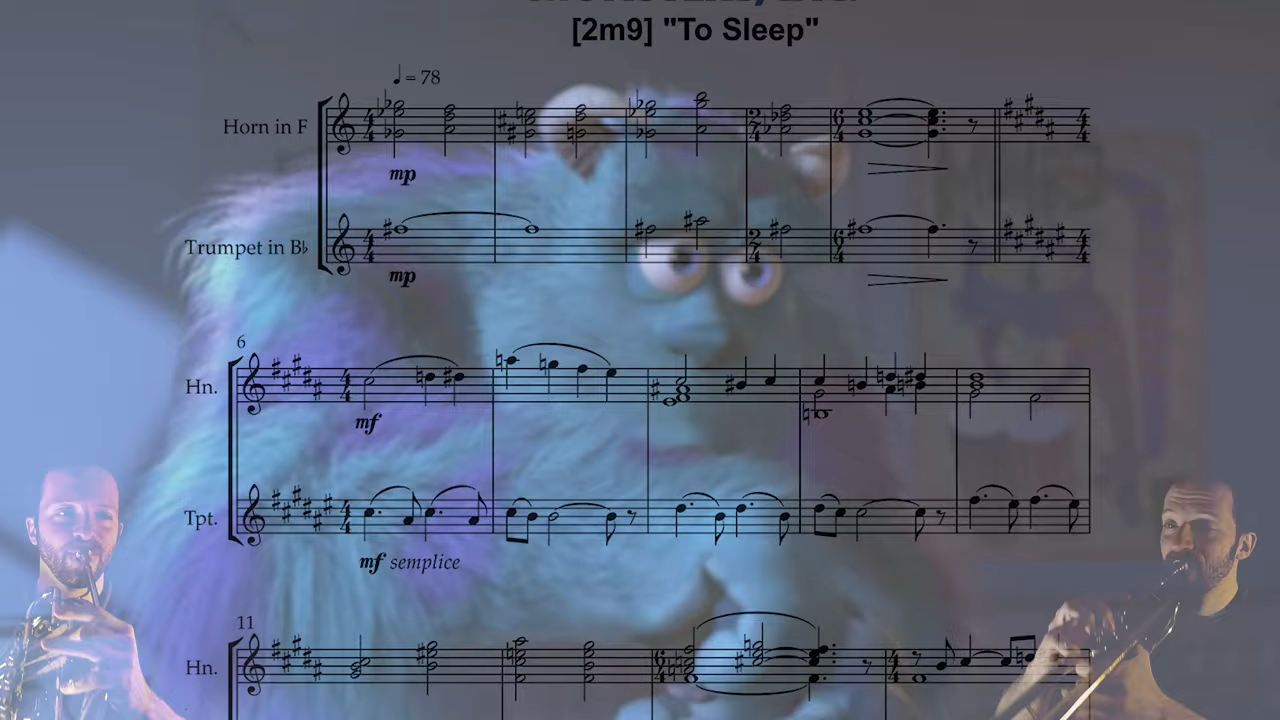 [2m9] "To Sleep"
♩ = 78
Horn in F
mp
Trumpet in B♭
mp
6
Hn.
mf
Tpt.
mf semplice
11
Hn.